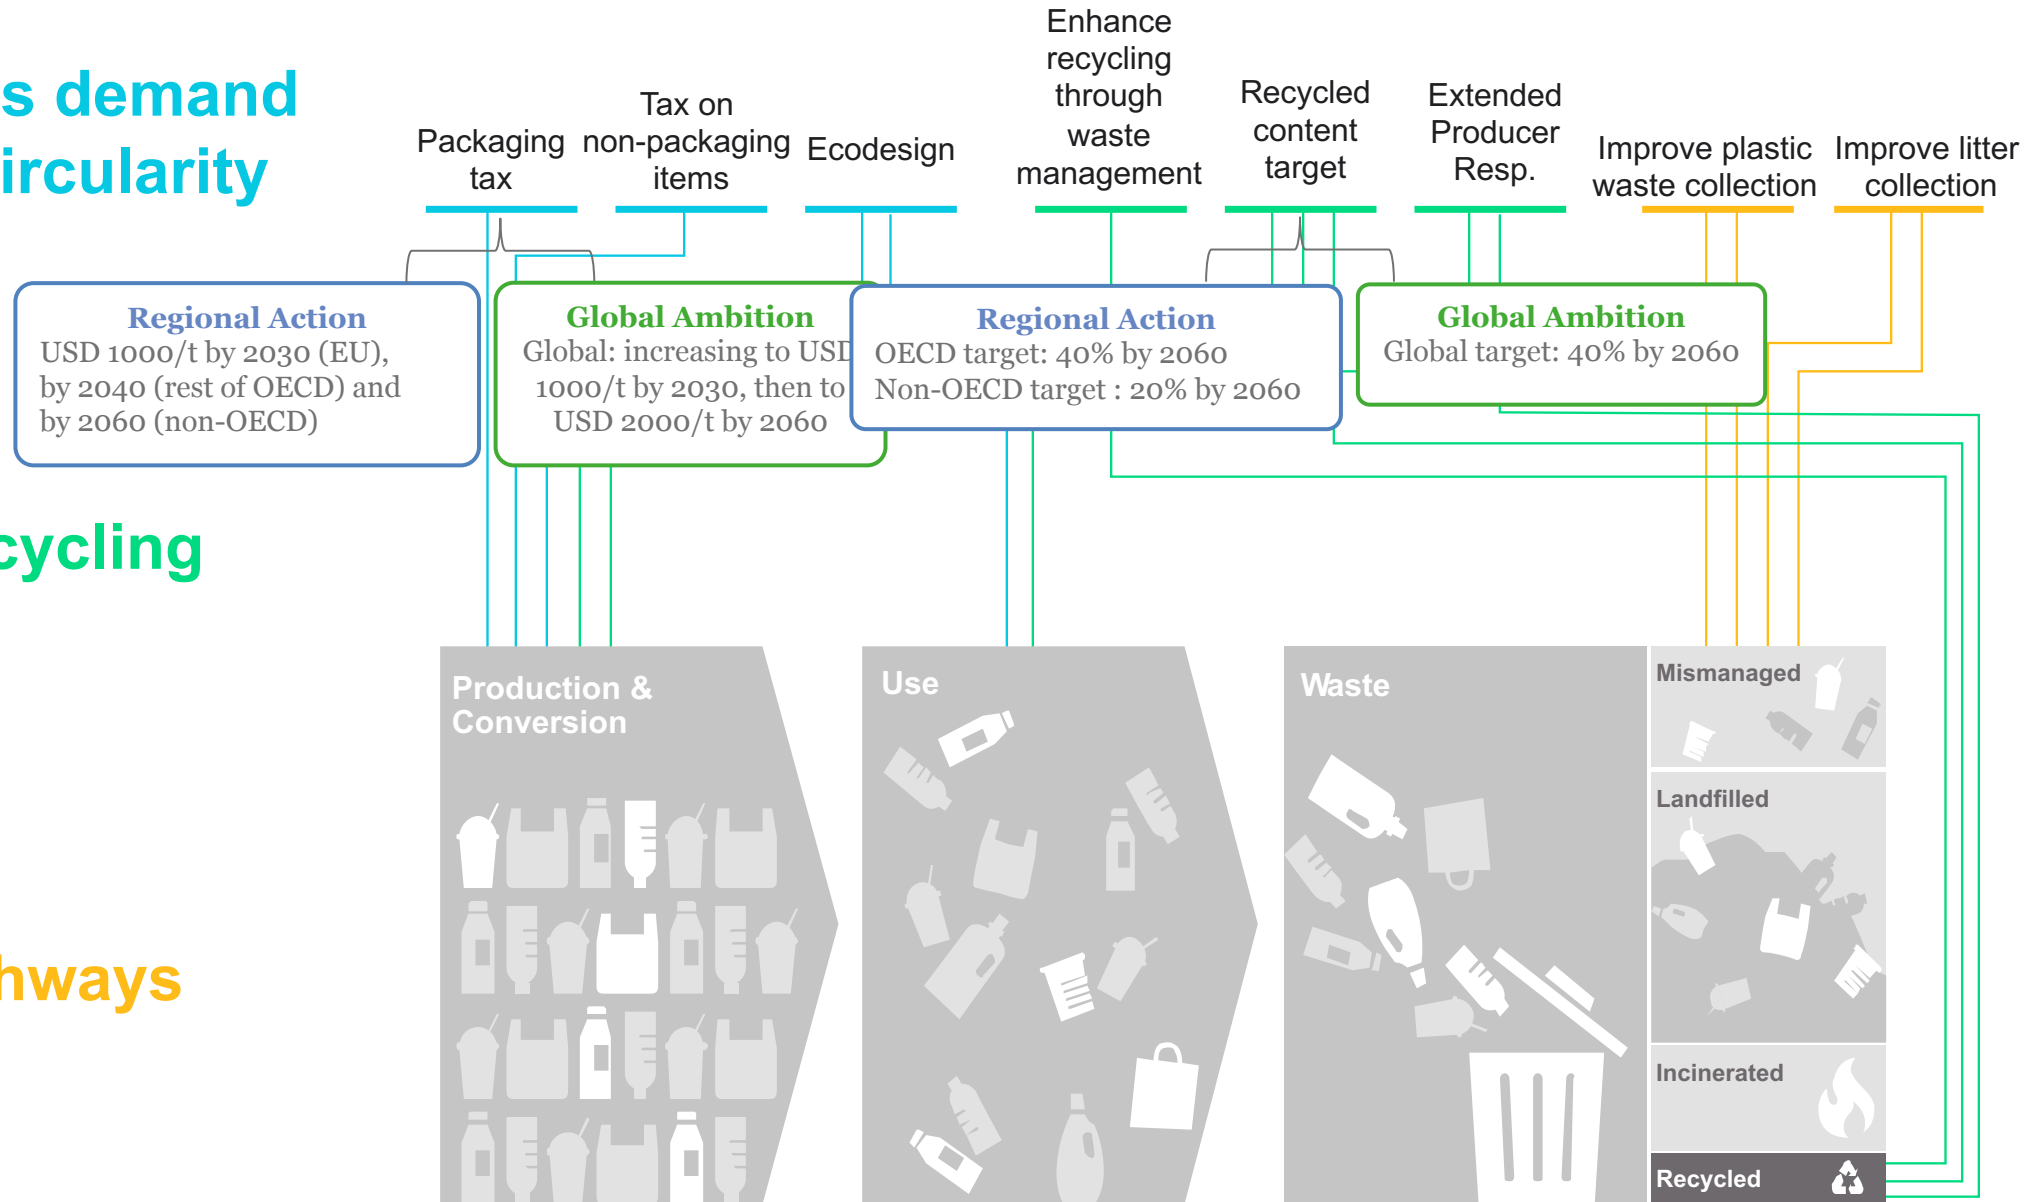 s demand
ircularity
Packaging
tax
Tax on
non-packaging
items
Ecodesign
Enhance
recycling
through
waste
management
Recycled
content
target
Extended
Producer
Resp.
Improve plastic
waste collection
Improve litter
collection
Regional Action
USD 1000/t by 2030 (EU),
by 2040 (rest of OECD) and
by 2060 (non-OECD)
Global Ambition
Global: increasing to USD
1000/t by 2030, then to
USD 2000/t by 2060
Regional Action
OECD target: 40% by 2060
Non-OECD target : 20% by 2060
Global Ambition
Global target: 40% by 2060
cycling
hways
Production &
Conversion
Use
Waste
Mismanaged
Landfilled
Incinerated
Recycled